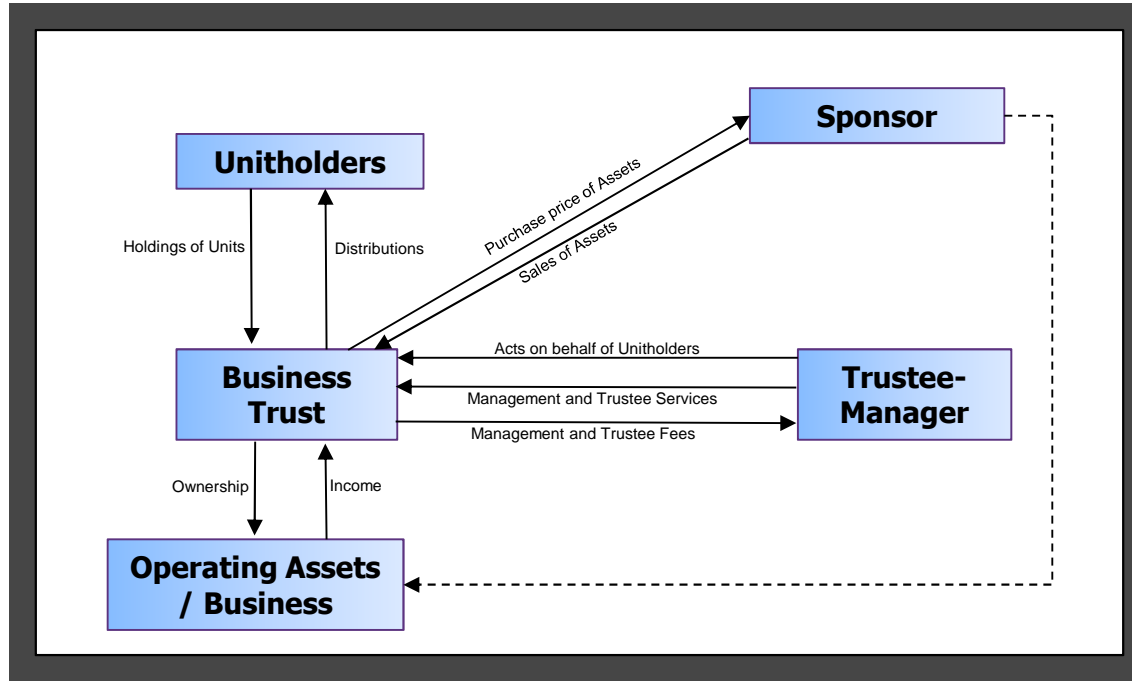 Sponsor
Unitholders
Purchase price of Assets
Sales of Assets
Holdings of Units
Distributions
Acts on behalf of Unitholders
Business
Trust
Trustee-
Manager
Management and Trustee Services
Management and Trustee Fees
Ownership
Income
Operating Assets
/ Business